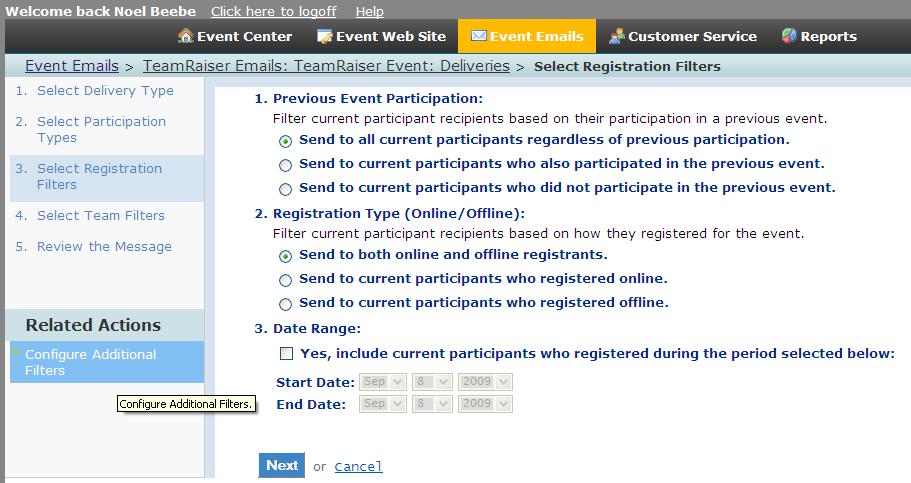 Welcome back Noel Beebe Click here to logoff Help
Event Center Event Web Site Event Emails Customer Service Reports
Event Emails > TeamRaiser Emails: TeamRaiser Event: Deliveries > Select Registration Filters
1. Select Delivery Type
2. Select Participation
Types
3. Select Registration
Filters
4. Select Team Filters
5. Review the Message
Related Actions
Configure Additional
Filters
Configure Additional Filters.
1. Previous Event Participation:
Filter current participant recipients based on their participation in a previous event.
Send to all current participants regardless of previous participation.
Send to current participants who also participated in the previous event.
Send to current participants who did not participate in the previous event.
2. Registration Type (Online/Offline):
Filter current participant recipients based on how they registered for the event.
Send to both online and offline registrants.
Send to current participants who registered online.
Send to current participants who registered offline.
3. Date Range:
Yes, include current participants who registered during the period selected below:
Start Date: Sep 8 2009
End Date: Sep 8 2009
Next or Cancel